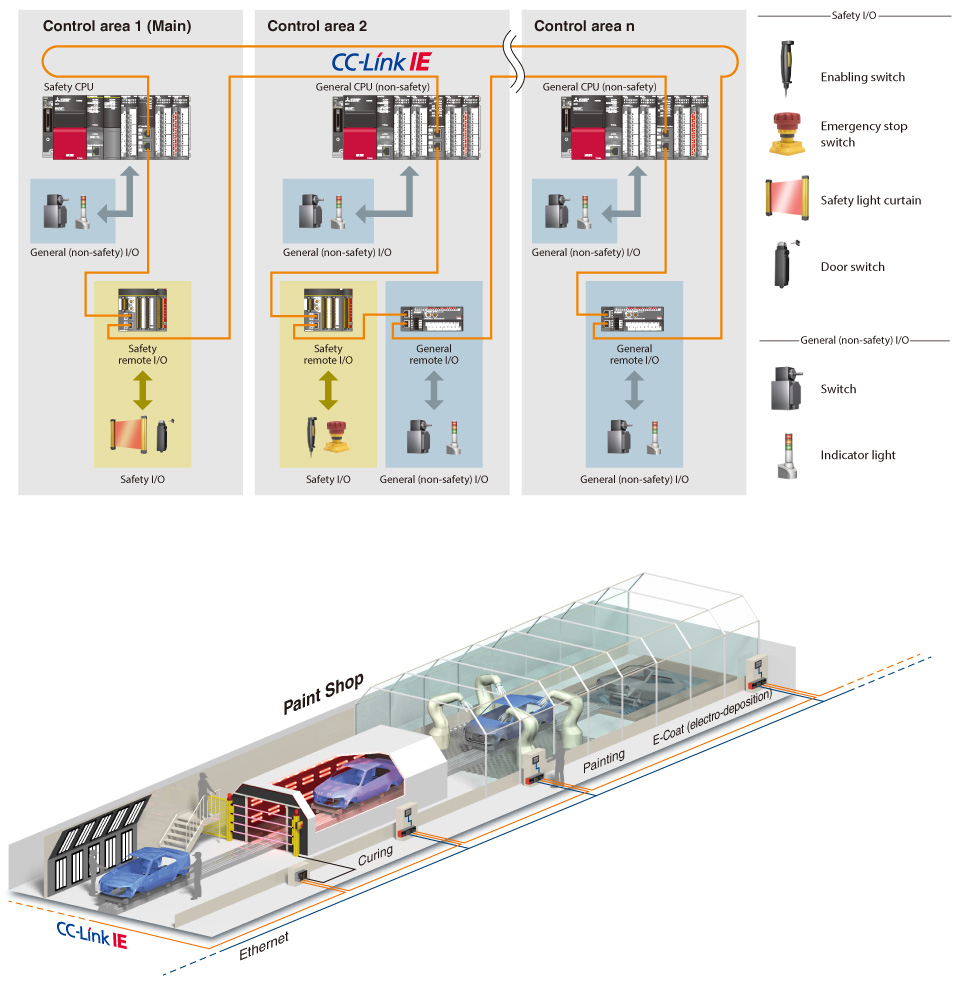 Control area 1 (Main)
Control area 2
Control area n
CC-Link IE
Safety CPU
General CPU (non-safety)
General CPU (non-safety)
General (non-safety) I/O
General (non-safety) I/O
General (non-safety) I/O
Safety
remote I/O
Safety
remote I/O
General
remote I/O
General
remote I/O
Safety I/O
Safety I/O
General (non-safety) I/O
General (non-safety) I/O
Safety I/O
Enabling switch
Emergency stop
switch
Safety light curtain
Door switch
General (non-safety) I/O
Switch
Indicator light
Paint Shop
E-Coat (electro-deposition)
Painting
Curing
CC-Link IE
Ethernet